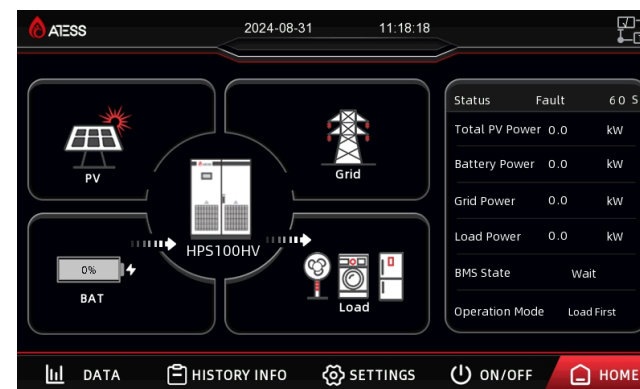 ATESS 2024-08-31 11:18:18
PV
Grid
HPS100HV
0%
BAT
Load
Status Fault 60 S
Total PV Power 0.0 kW
Battery Power 0.0 kW
Grid Power 0.0 kW
Load Power 0.0 kW
BMS State Wait
Operation Mode Load First
DATA HISTORY INFO SETTINGS ON/OFF HOME